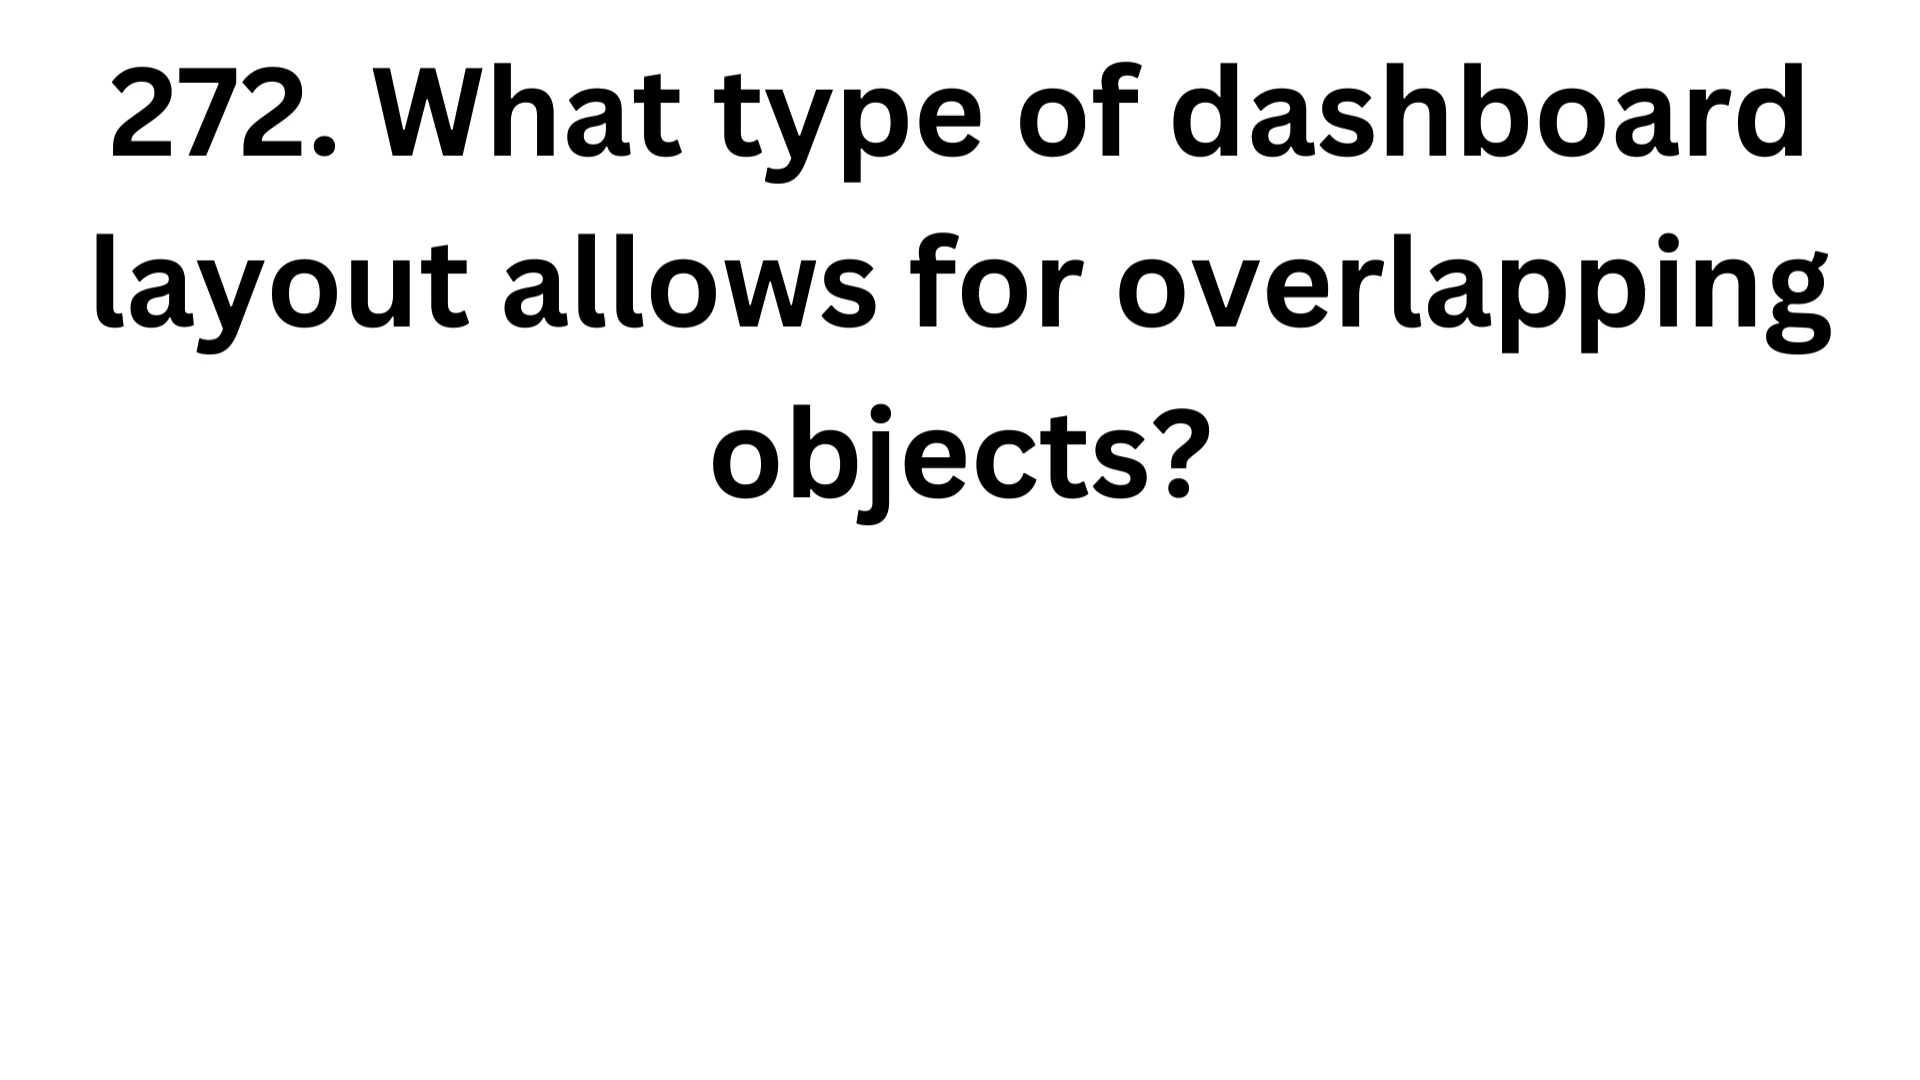 272. What type of dashboard
layout allows for overlapping
objects?